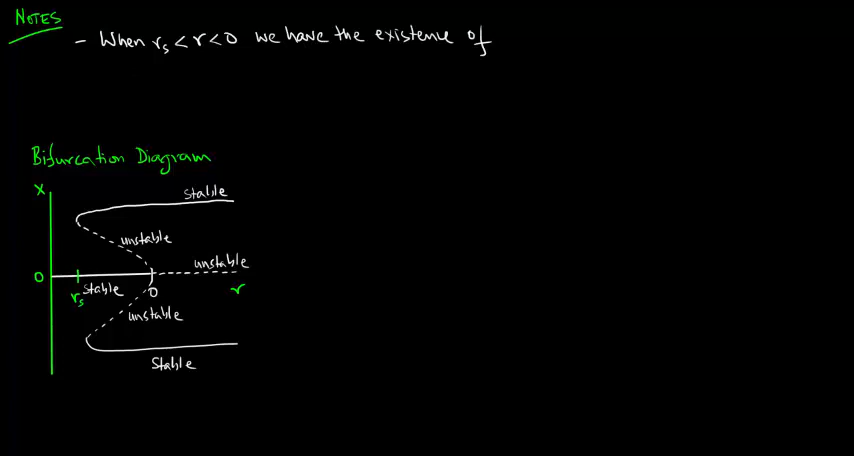 NOTES
- When rs < r < 0 we have the existence of
Bifurcation Diagram
x
stable
unstable
unstable
0
rs
stable
0
r
unstable
Stable